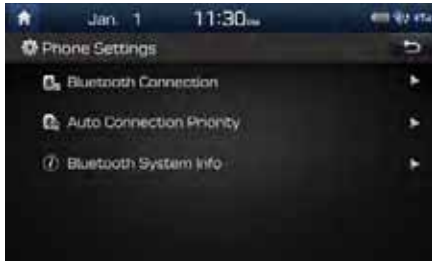 Jan. 1 11:30
Phone Settings
Bluetooth Connection
Auto Connection Priority
Bluetooth System Info